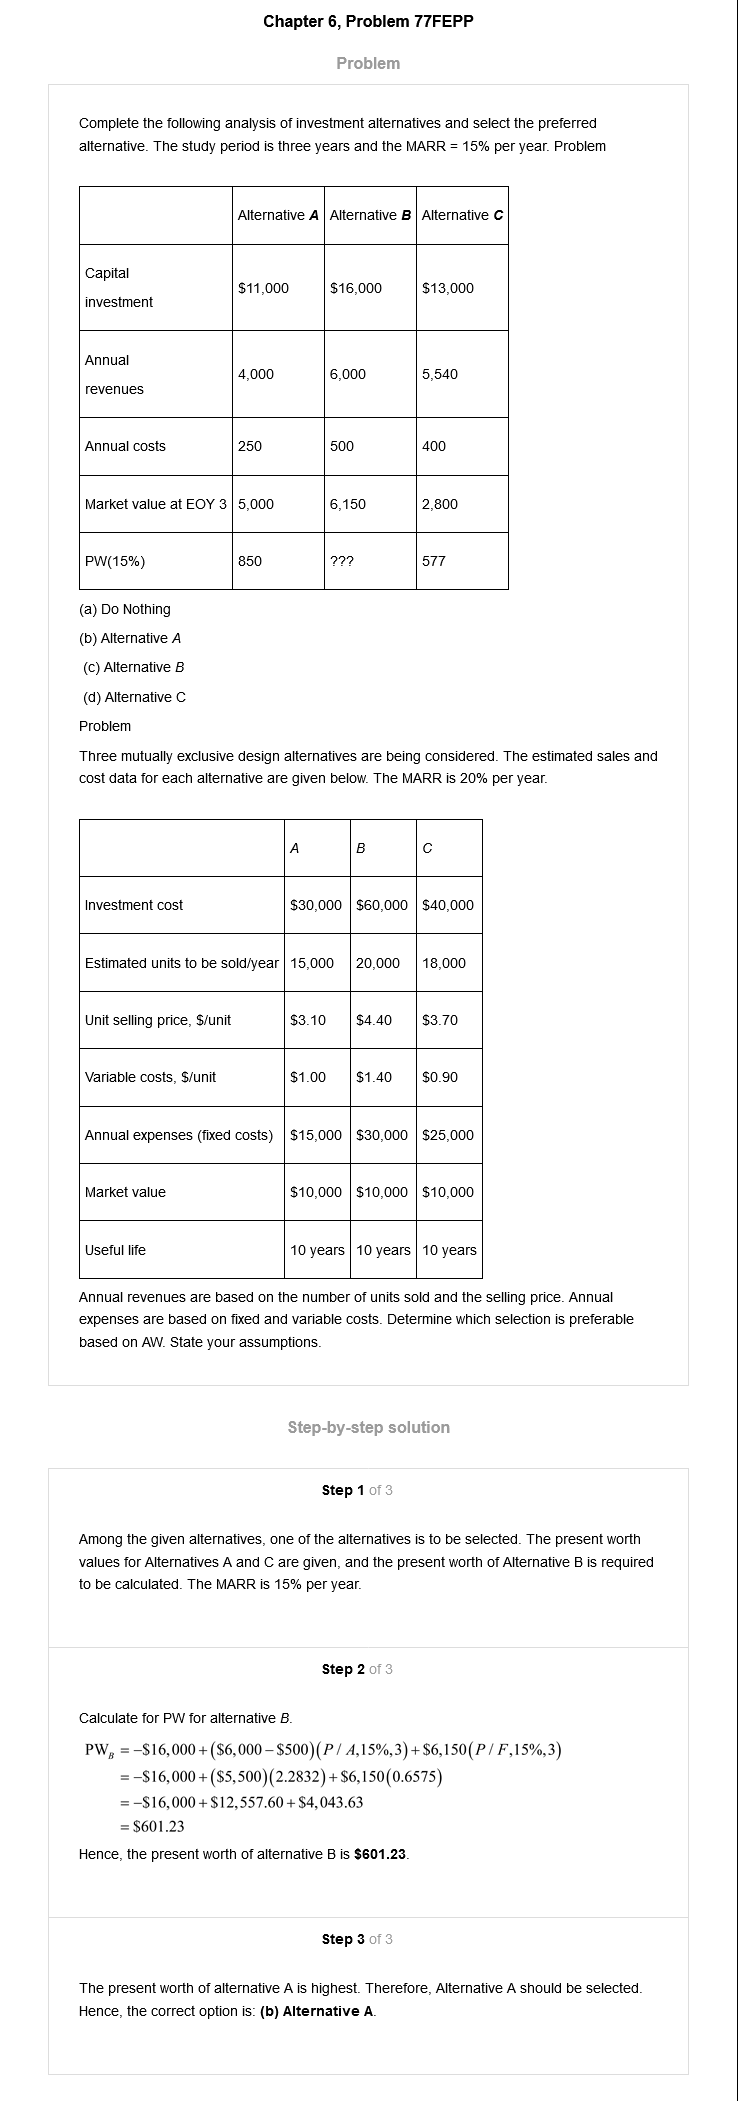 Chapter 6, Problem 77FEPP
Problem
Complete the following analysis of investment alternatives and select the preferred
alternative. The study period is three years and the MARR = 15% per year. Problem
Alternative A Alternative B Alternative C
Capital
investment
$11,000 $16,000 $13,000
Annual
revenues
4,000 6,000 5,540
Annual costs 250 500 400
Market value at EOY 3 5,000 6,150 2,800
PW(15%) 850 ??? 577
(a) Do Nothing
(b) Alternative A
(c) Alternative B
(d) Alternative C
Problem
Three mutually exclusive design alternatives are being considered. The estimated sales and
cost data for each alternative are given below. The MARR is 20% per year.
A B C
Investment cost $30,000 $60,000 $40,000
Estimated units to be sold/year 15,000 20,000 18,000
Unit selling price, $/unit $3.10 $4.40 $3.70
Variable costs, $/unit $1.00 $1.40 $0.90
Annual expenses (fixed costs) $15,000 $30,000 $25,000
Market value $10,000 $10,000 $10,000
Useful life 10 years 10 years 10 years
Annual revenues are based on the number of units sold and the selling price. Annual
expenses are based on fixed and variable costs. Determine which selection is preferable
based on AW. State your assumptions.
Step-by-step solution
Step 1 of 3
Among the given alternatives, one of the alternatives is to be selected. The present worth
values for Alternatives A and C are given, and the present worth of Alternative B is required
to be calculated. The MARR is 15% per year.
Step 2 of 3
Calculate for PW for alternative B.
PW_B = –$16,000 + ($6,000 – $500)(P / A,15%,3) + $6,150(P / F,15%,3)
= –$16,000 + ($5,500)(2.2832) + $6,150(0.6575)
= –$16,000 + $12,557.60 + $4,043.63
= $601.23
Hence, the present worth of alternative B is $601.23.
Step 3 of 3
The present worth of alternative A is highest. Therefore, Alternative A should be selected.
Hence, the correct option is: (b) Alternative A.